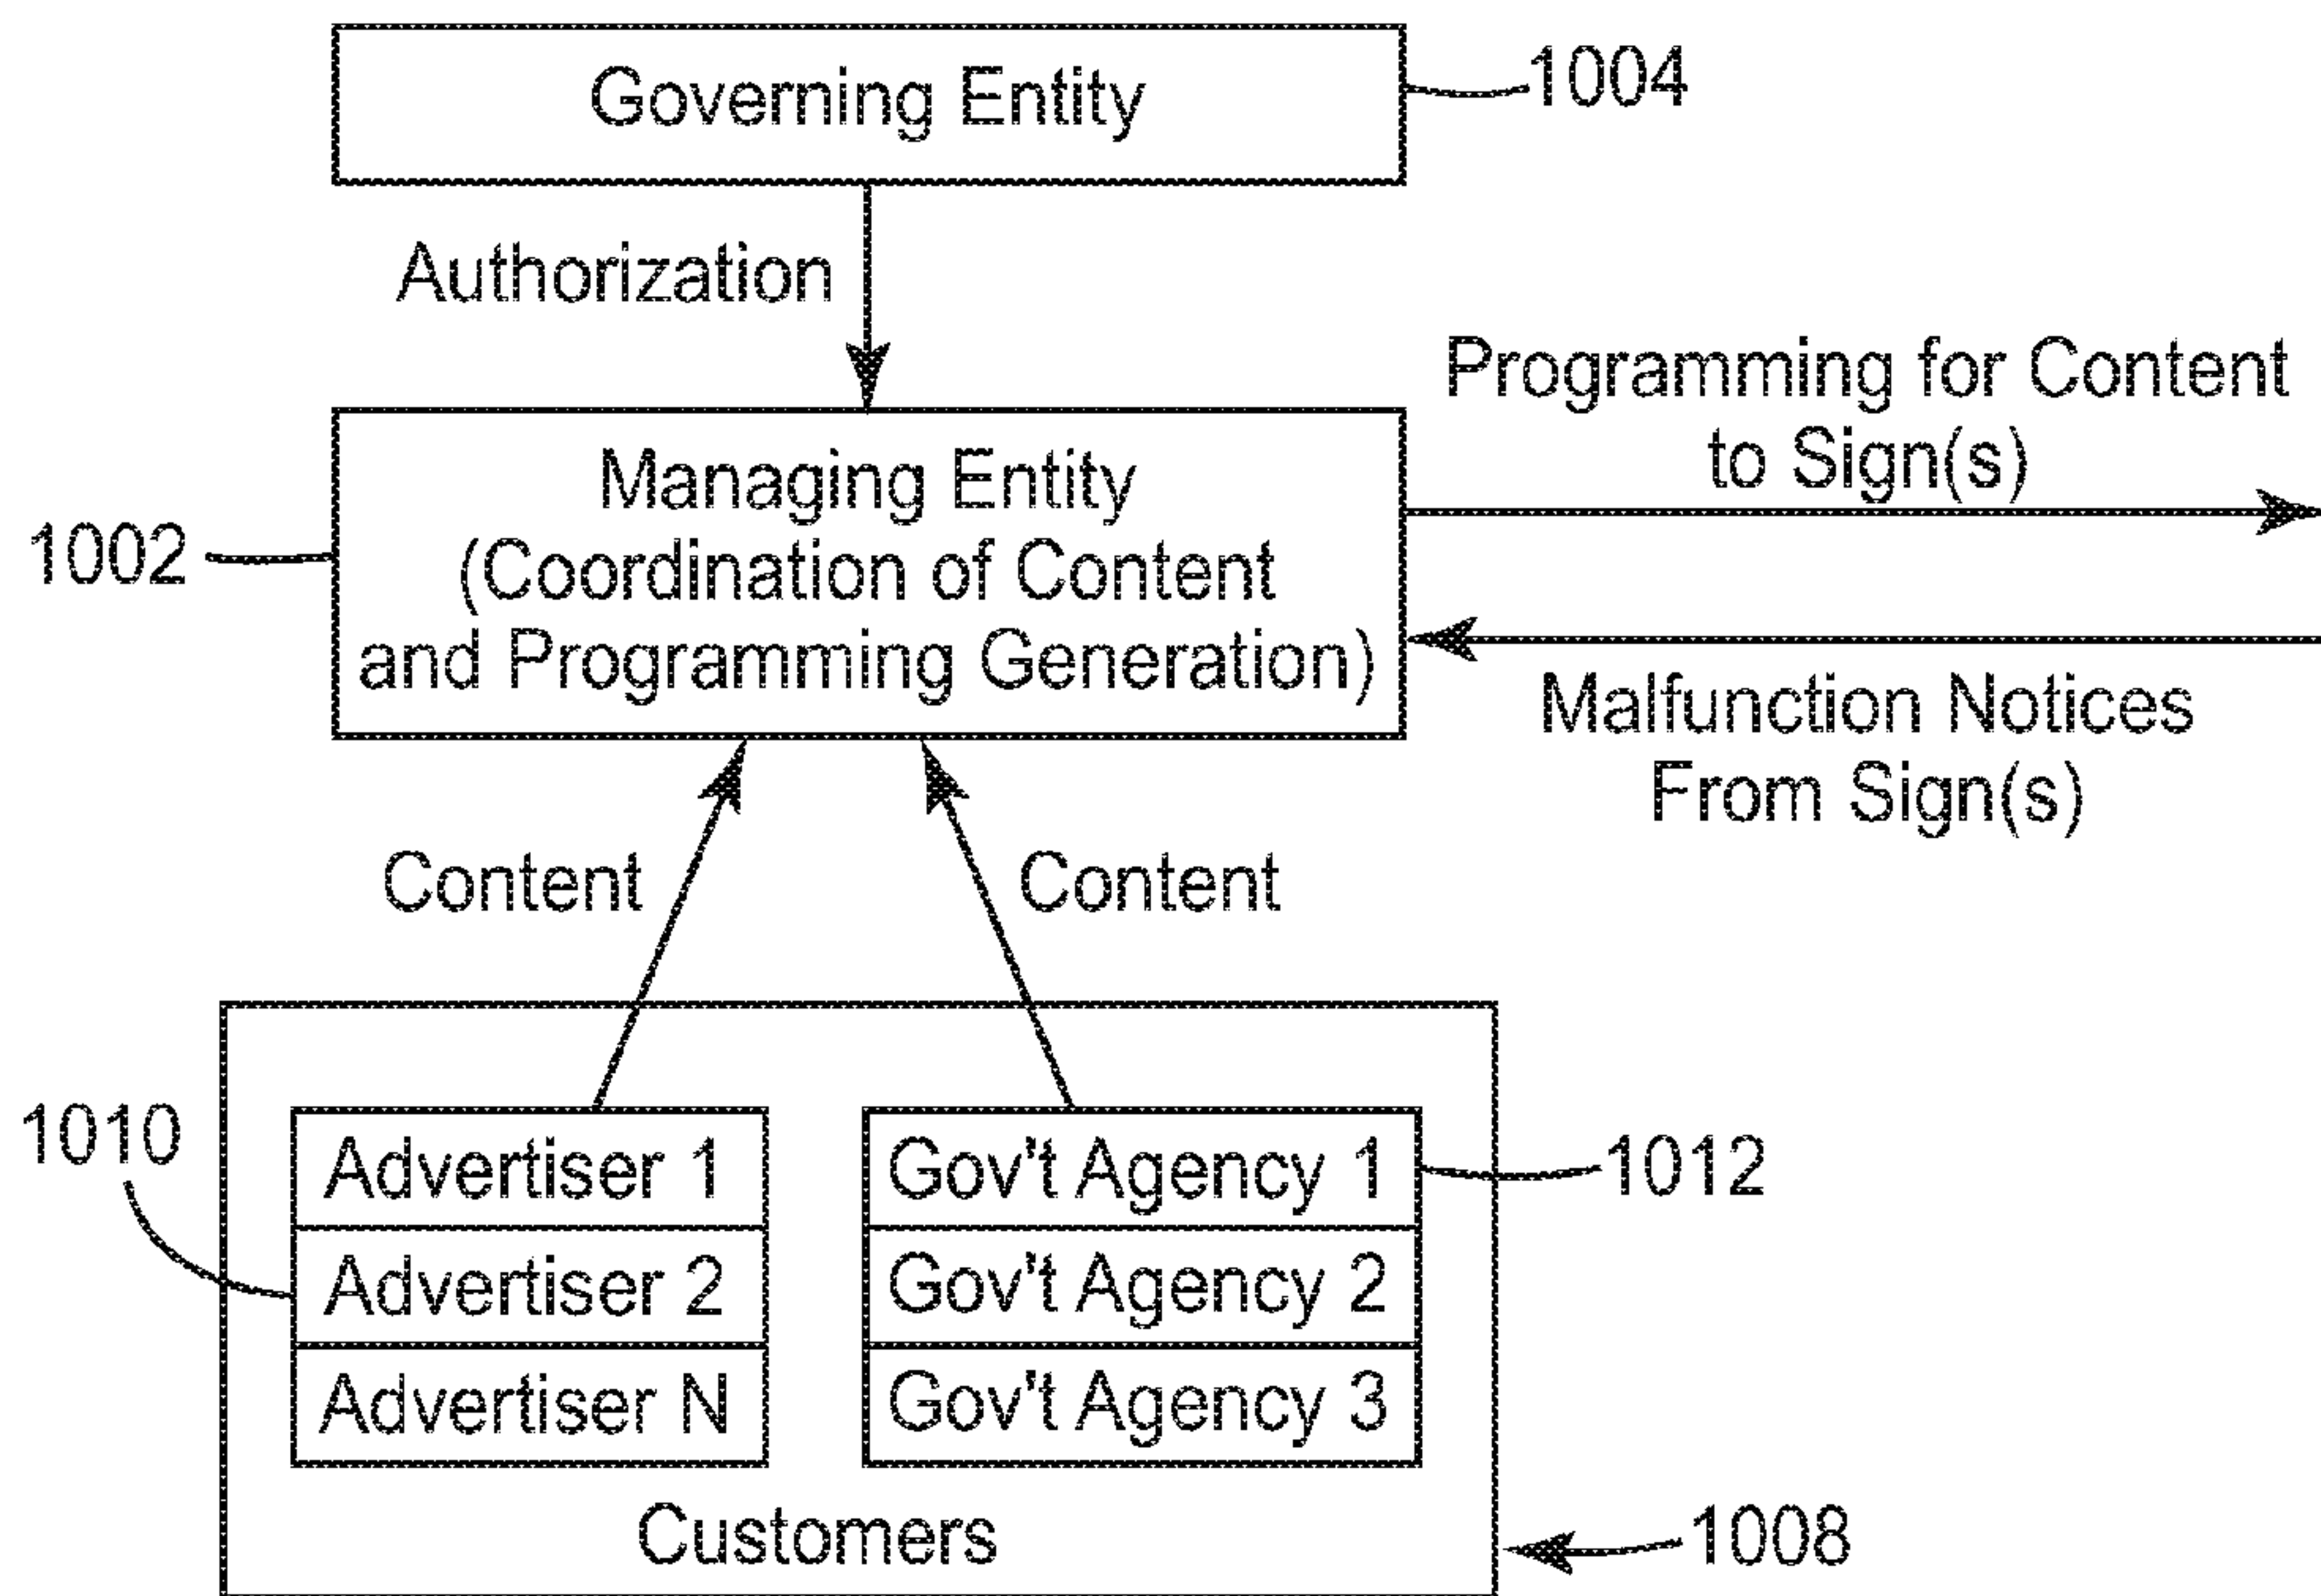 Governing Entity
1004
Authorization
Programming for Content
to Sign(s)
Managing Entity
(Coordination of Content
and Programming Generation)
1002
Malfunction Notices
From Sign(s)
Content
Content
1010
Advertiser 1
Advertiser 2
Advertiser N
Gov't Agency 1
Gov't Agency 2
Gov't Agency 3
1012
Customers
1008